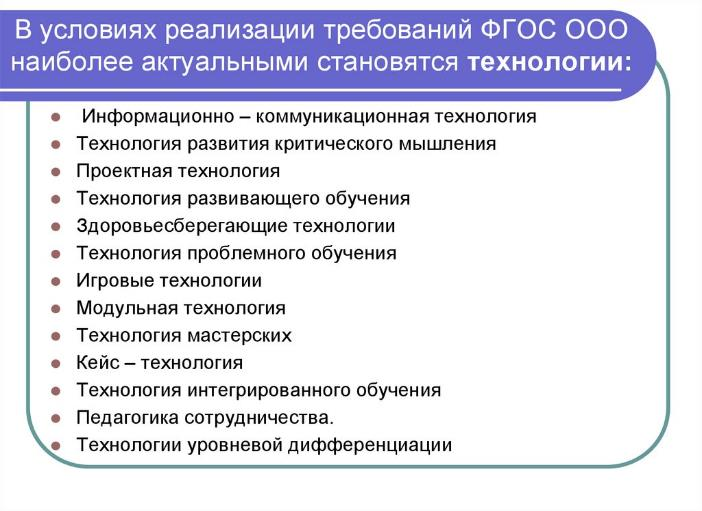 В условиях реализации требований ФГОС ООО
наиболее актуальными становятся технологии:
Информационно – коммуникационная технология
Технология развития критического мышления
Проектная технология
Технология развивающего обучения
Здоровьесберегающие технологии
Технология проблемного обучения
Игровые технологии
Модульная технология
Технология мастерских
Кейс – технология
Технология интегрированного обучения
Педагогика сотрудничества.
Технологии уровневой дифференциации